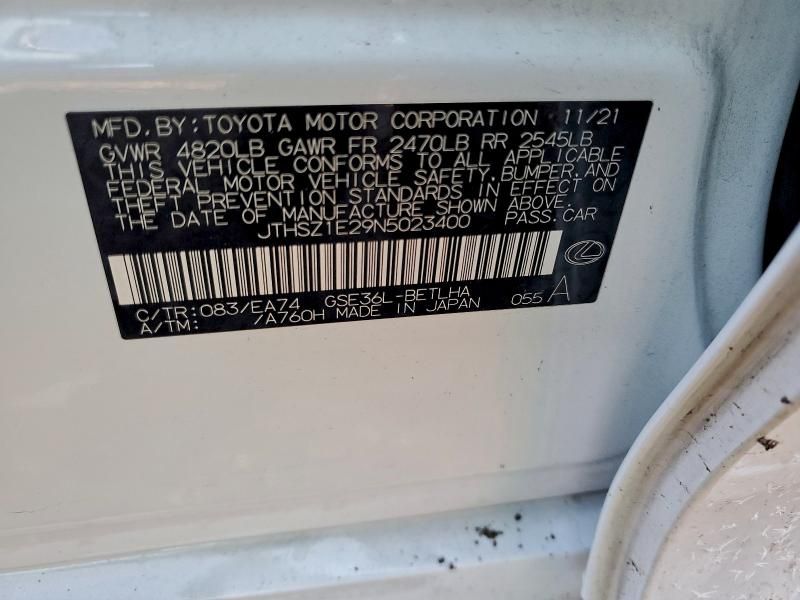 MFD. BY: TOYOTA MOTOR CORPORATION 11/21
GVWR 4820LB GAWR FR 2470LB RR 2545LB
THIS VEHICLE CONFORMS TO ALL APPLICABLE
FEDERAL MOTOR VEHICLE SAFETY, BUMPER, AND
THEFT PREVENTION STANDARDS IN EFFECT ON
THE DATE OF MANUFACTURE SHOWN ABOVE.
JTHSZ1E29N5023400 PASS. CAR
C/TR: 083/EA74 GSE36L-BETLHA 055 A
A/TM: /A760H MADE IN JAPAN